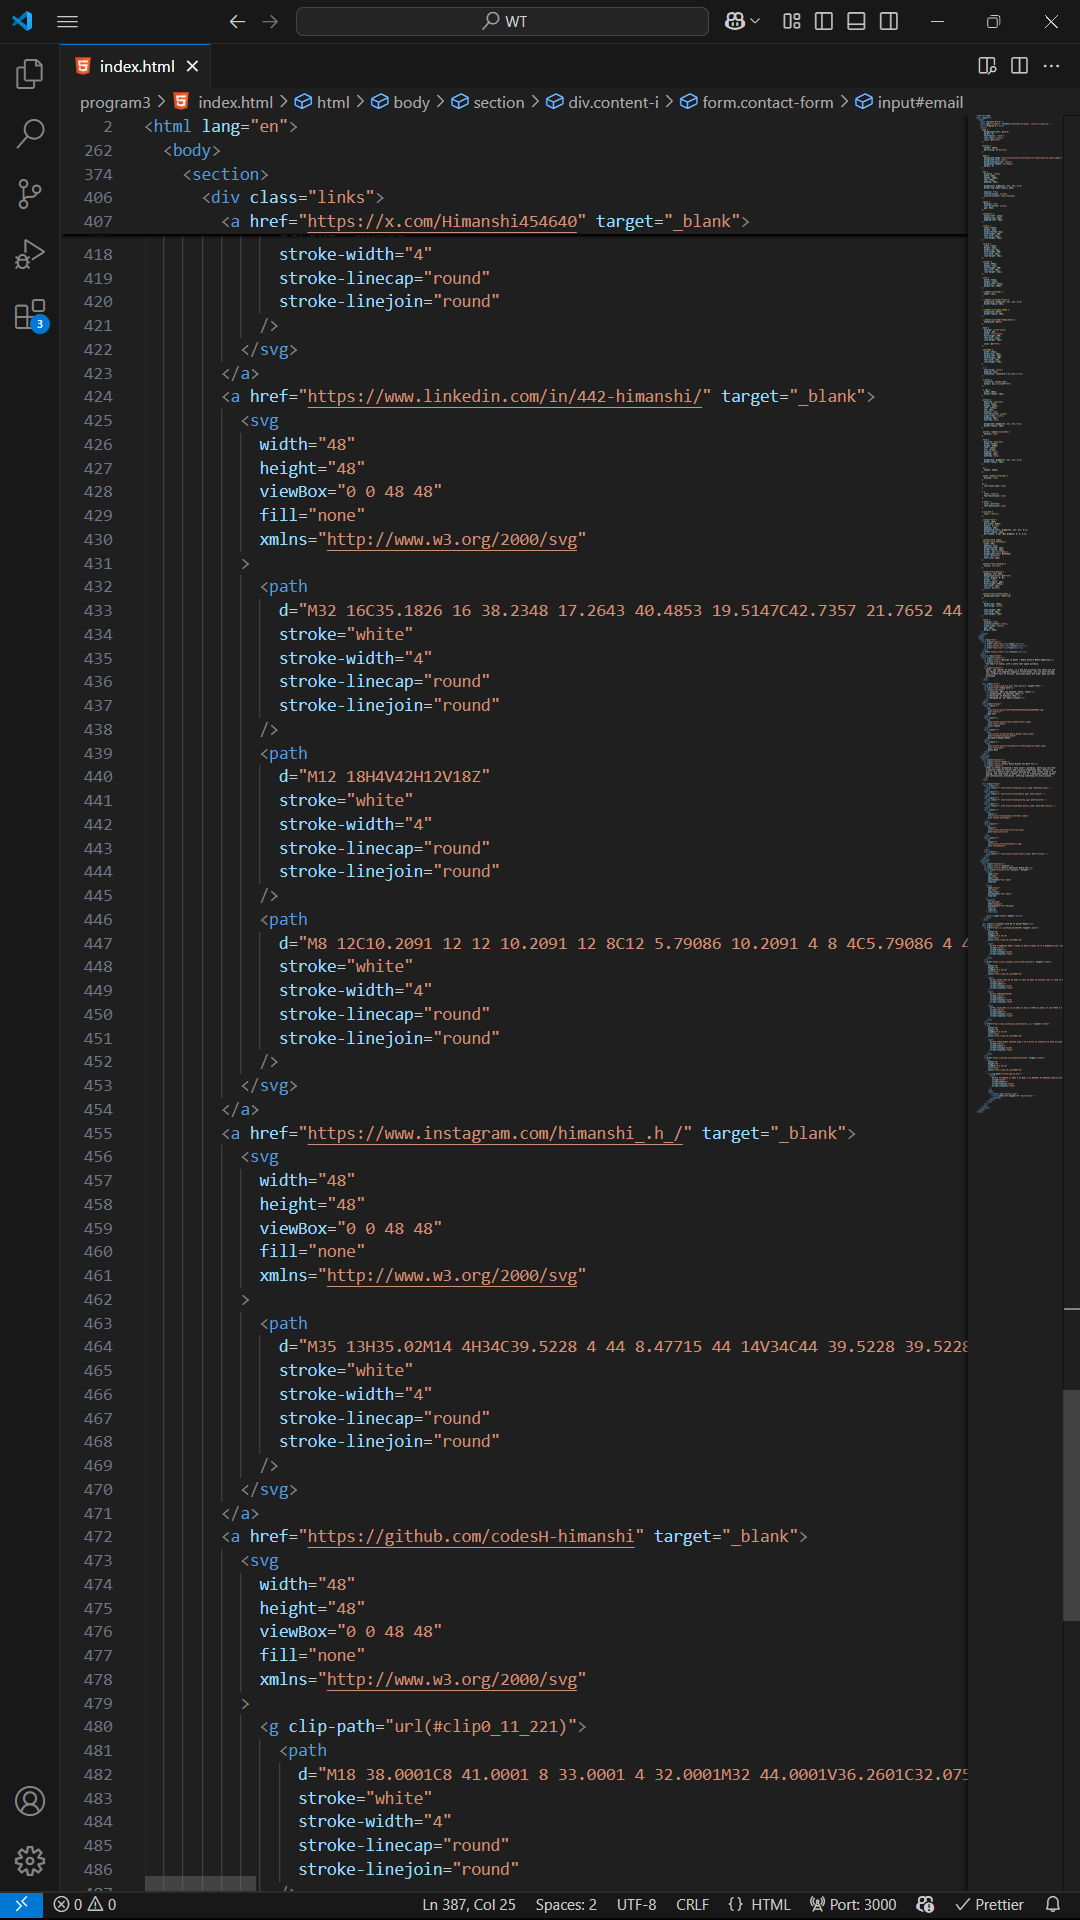 WT
index.html
program3 > index.html > html > body > section > div.content-i > form.contact-form > input#email
2 <html lang="en">
262 <body>
374 <section>
406 <div class="links">
407 <a href="https://x.com/Himanshi454640" target="_blank">
418 stroke-width="4"
419 stroke-linecap="round"
420 stroke-linejoin="round"
421 />
422 </svg>
423 </a>
424 <a href="https://www.linkedin.com/in/442-himanshi/" target="_blank">
425 <svg
426 width="48"
427 height="48"
428 viewBox="0 0 48 48"
429 fill="none"
430 xmlns="http://www.w3.org/2000/svg"
431 >
432 <path
433 d="M32 16C35.1826 16 38.2348 17.2643 40.4853 19.5147C42.7357 21.7652 44
434 stroke="white"
435 stroke-width="4"
436 stroke-linecap="round"
437 stroke-linejoin="round"
438 />
439 <path
440 d="M12 18H4V42H12V18Z"
441 stroke="white"
442 stroke-width="4"
443 stroke-linecap="round"
444 stroke-linejoin="round"
445 />
446 <path
447 d="M8 12C10.2091 12 12 10.2091 12 8C12 5.79086 10.2091 4 8 4C5.79086 4 4
448 stroke="white"
449 stroke-width="4"
450 stroke-linecap="round"
451 stroke-linejoin="round"
452 />
453 </svg>
454 </a>
455 <a href="https://www.instagram.com/himanshi_.h_/" target="_blank">
456 <svg
457 width="48"
458 height="48"
459 viewBox="0 0 48 48"
460 fill="none"
461 xmlns="http://www.w3.org/2000/svg"
462 >
463 <path
464 d="M35 13H35.02M14 4H34C39.5228 4 44 8.47715 44 14V34C44 39.5228 39.5228
465 stroke="white"
466 stroke-width="4"
467 stroke-linecap="round"
468 stroke-linejoin="round"
469 />
470 </svg>
471 </a>
472 <a href="https://github.com/codesH-himanshi" target="_blank">
473 <svg
474 width="48"
475 height="48"
476 viewBox="0 0 48 48"
477 fill="none"
478 xmlns="http://www.w3.org/2000/svg"
479 >
480 <g clip-path="url(#clip0_11_221)">
481 <path
482 d="M18 38.0001C8 41.0001 8 33.0001 4 32.0001M32 44.0001V36.2601C32.075
483 stroke="white"
484 stroke-width="4"
485 stroke-linecap="round"
486 stroke-linejoin="round"
3
0 0 Ln 387, Col 25 Spaces: 2 UTF-8 CRLF {} HTML Port: 3000 Prettier